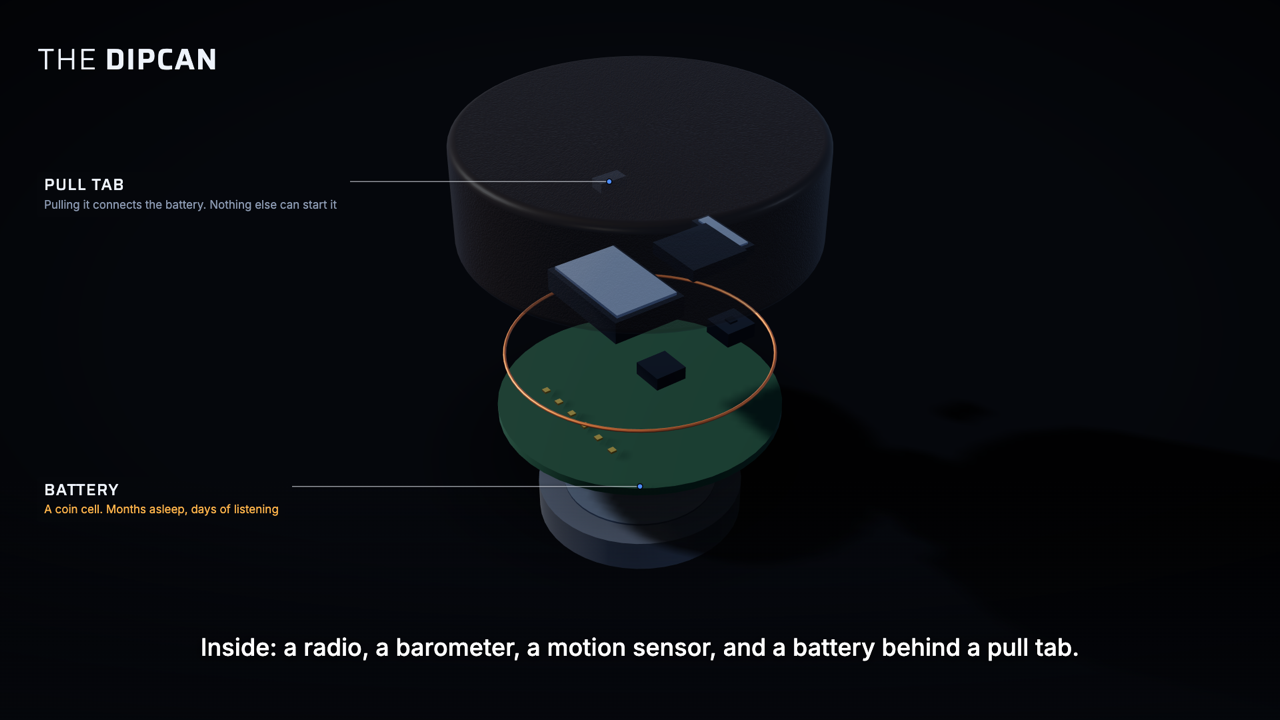 THE DIPCAN
PULL TAB
Pulling it connects the battery. Nothing else can start it
BATTERY
A coin cell. Months asleep, days of listening
Inside: a radio, a barometer, a motion sensor, and a battery behind a pull tab.